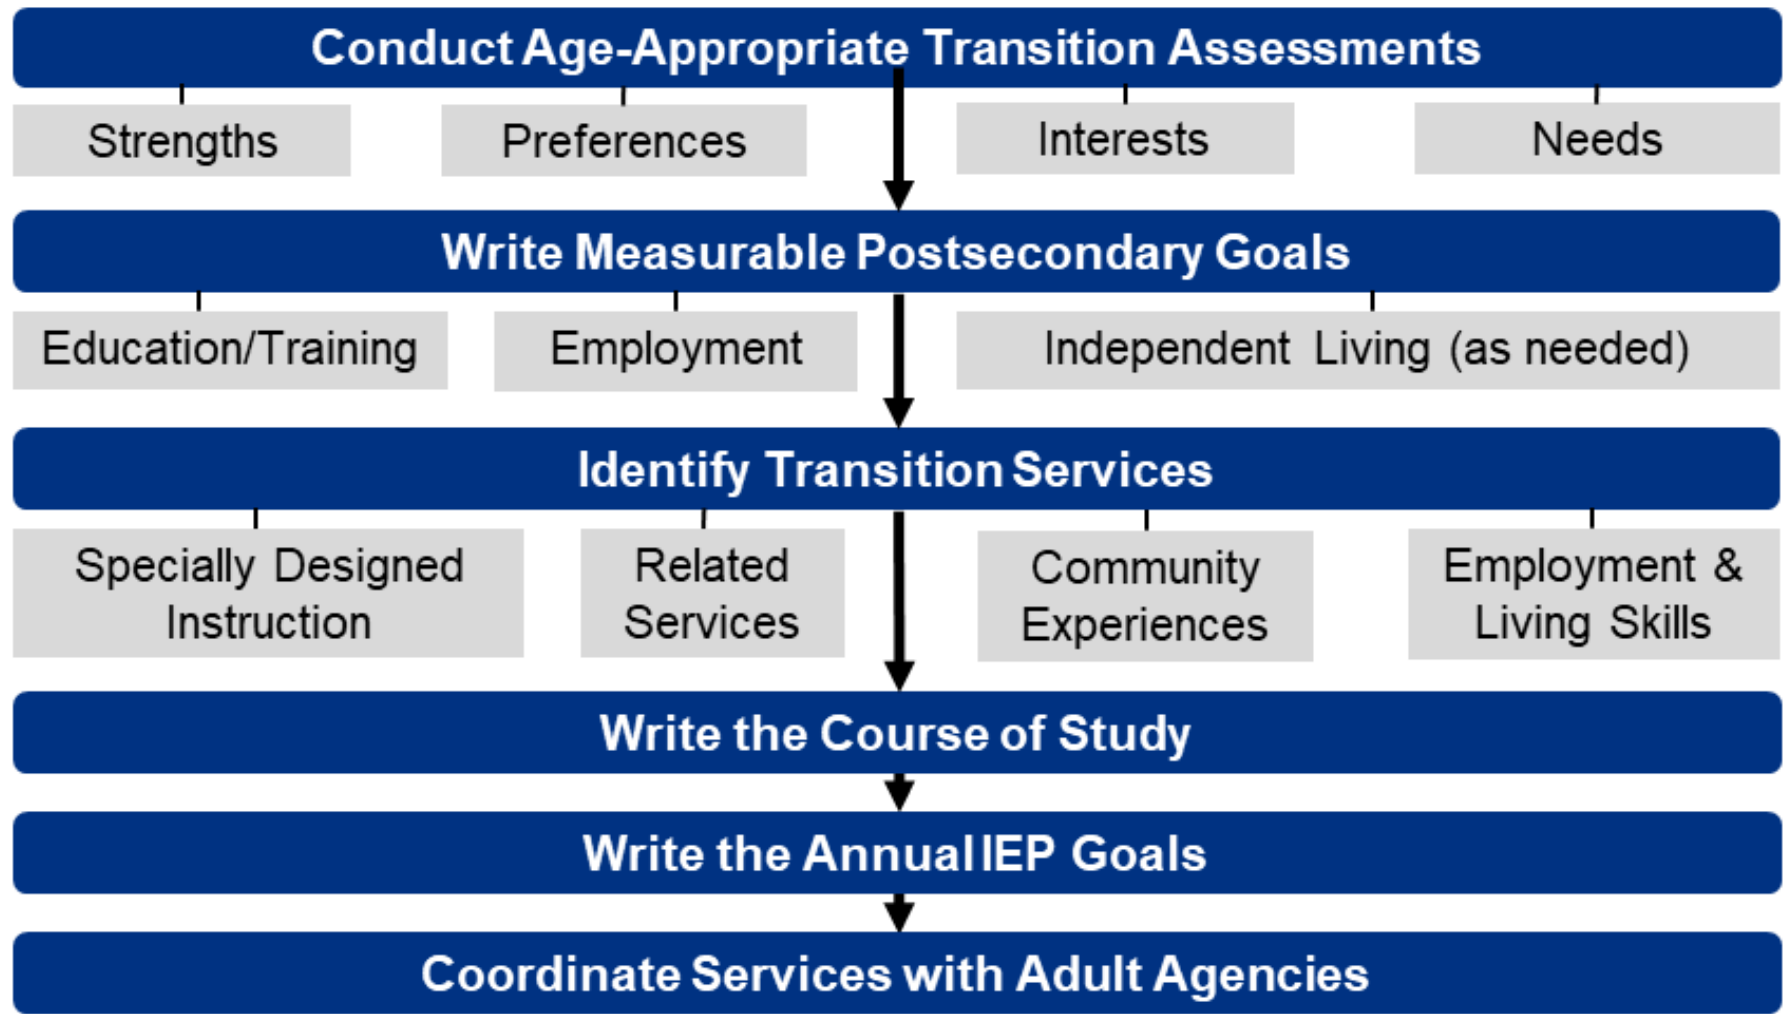 Conduct Age-Appropriate Transition Assessments
Strengths
Preferences
Interests
Needs
Write Measurable Postsecondary Goals
Education/Training
Employment
Independent Living (as needed)
Identify Transition Services
Specially Designed
Instruction
Related
Services
Community
Experiences
Employment &
Living Skills
Write the Course of Study
Write the Annual IEP Goals
Coordinate Services with Adult Agencies